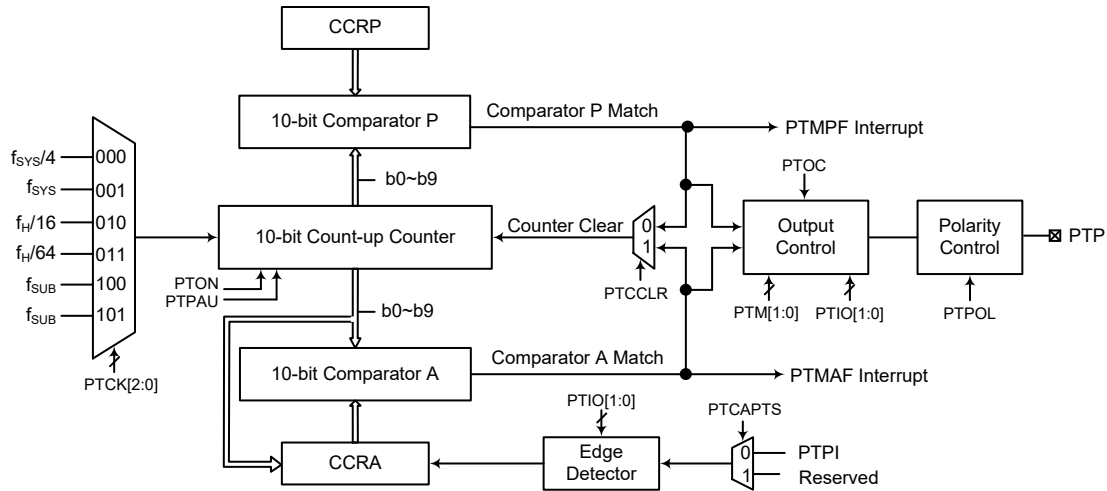 CCRP
10-bit Comparator P
Comparator P Match
PTMPF Interrupt
b0~b9
fSYS/4 000
fSYS 001
fH/16 010
fH/64 011
fSUB 100
fSUB 101
PTCK[2:0]
10-bit Count-up Counter
PTON
PTPAU
Counter Clear
0
1
PTCCLR
PTOC
Output
Control
PTM[1:0]
PTIO[1:0]
Polarity
Control
PTPOL
PTP
b0~b9
10-bit Comparator A
Comparator A Match
PTMAF Interrupt
CCRA
PTIO[1:0]
Edge
Detector
PTCAPTS
0 PTPI
1 Reserved